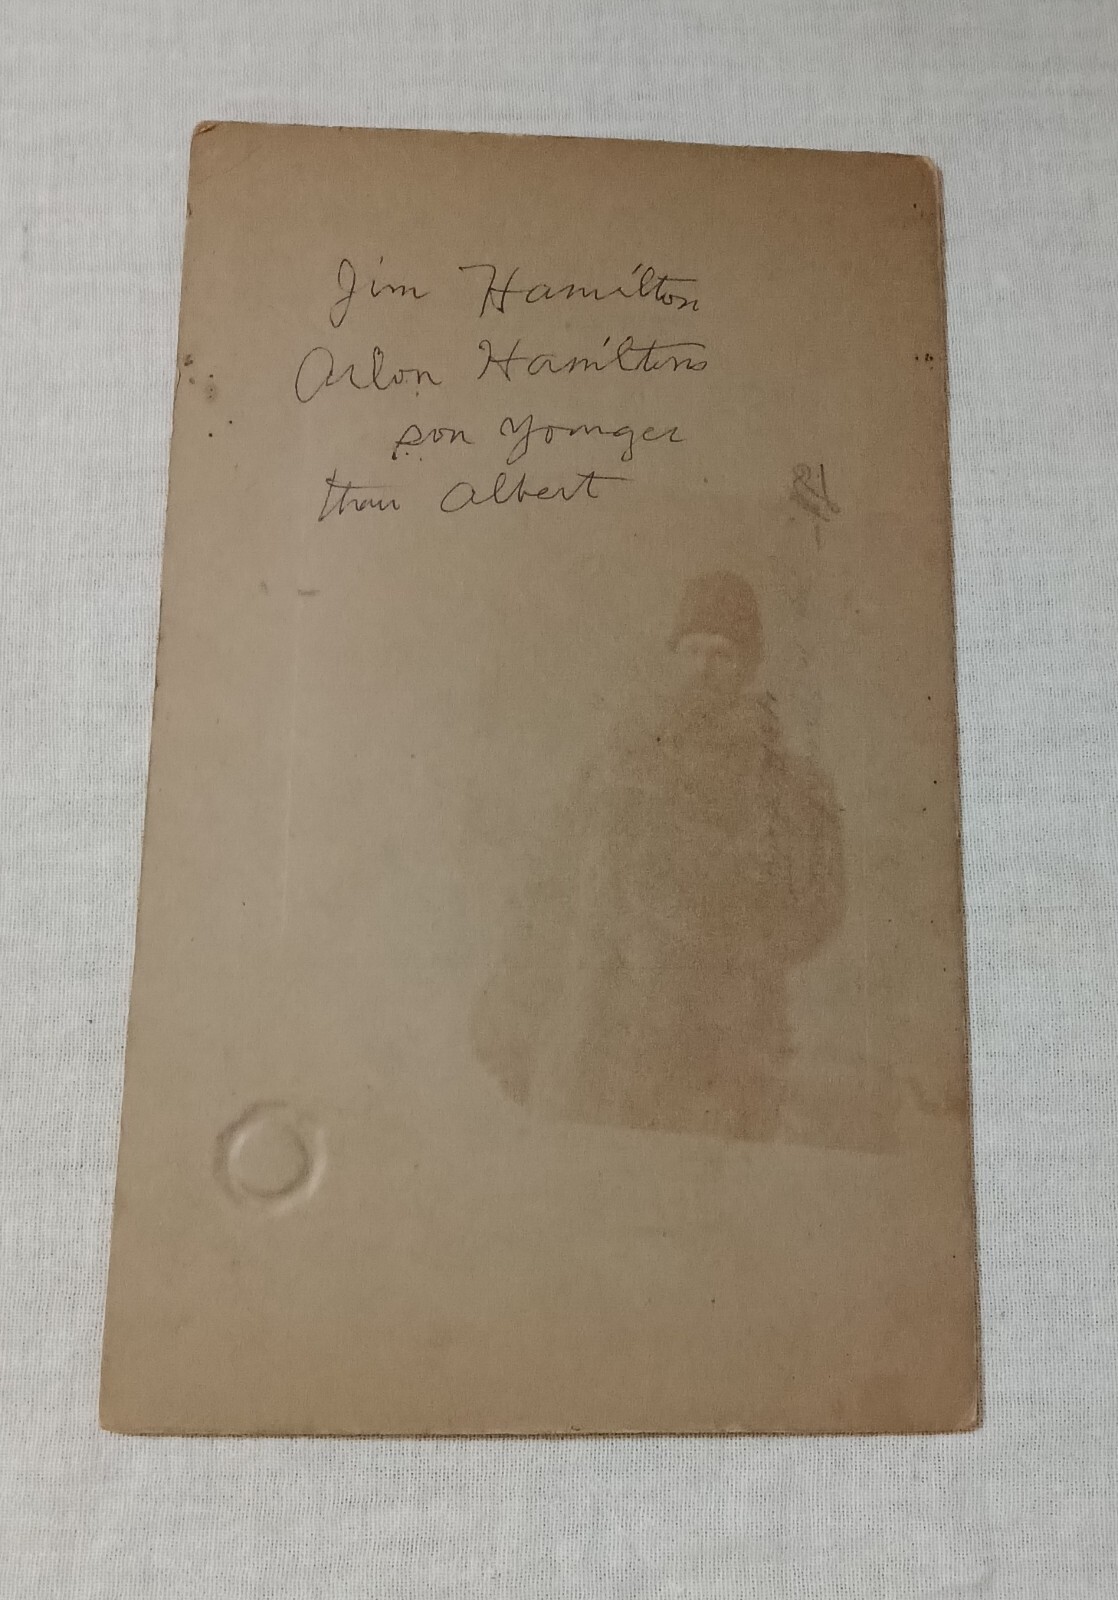 Jim Hamilton
Arlon Hamiltons
son younger
than Albert